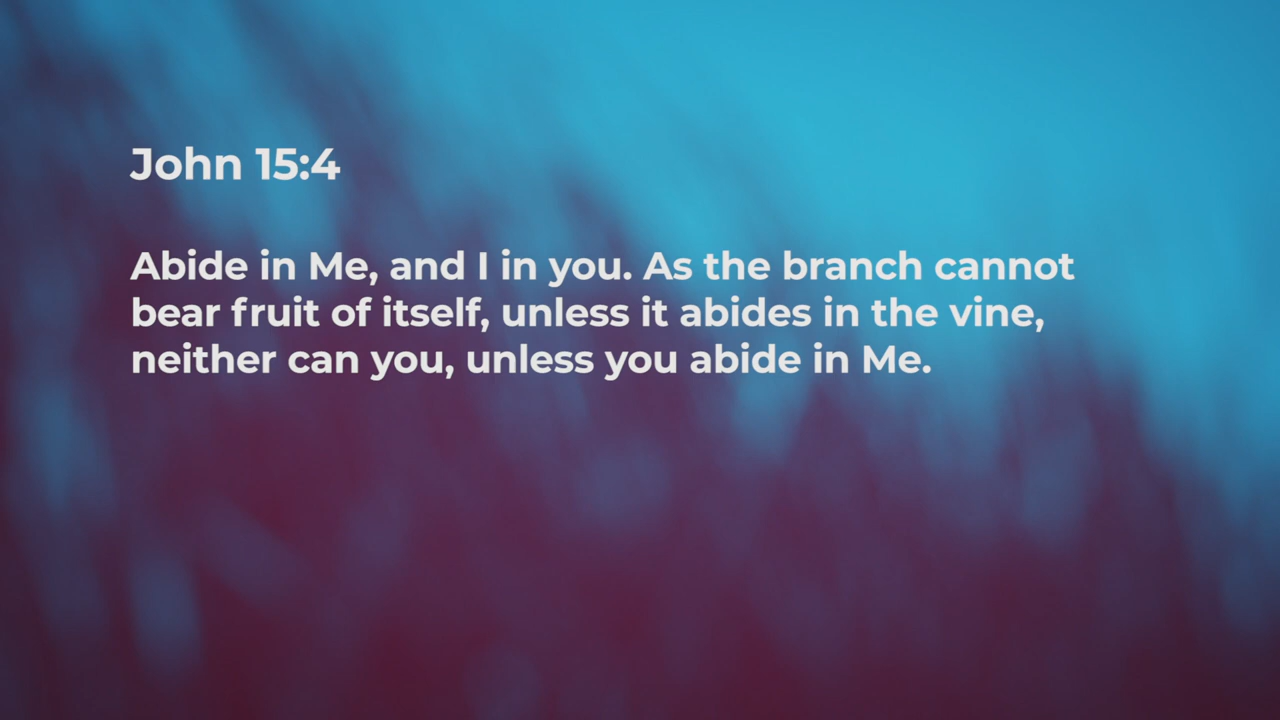 John 15:4
Abide in Me, and I in you. As the branch cannot
bear fruit of itself, unless it abides in the vine,
neither can you, unless you abide in Me.